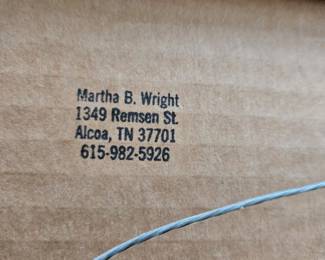 Martha B. Wright
1349 Remsen St.
Alcoa, TN 37701
615-982-5926